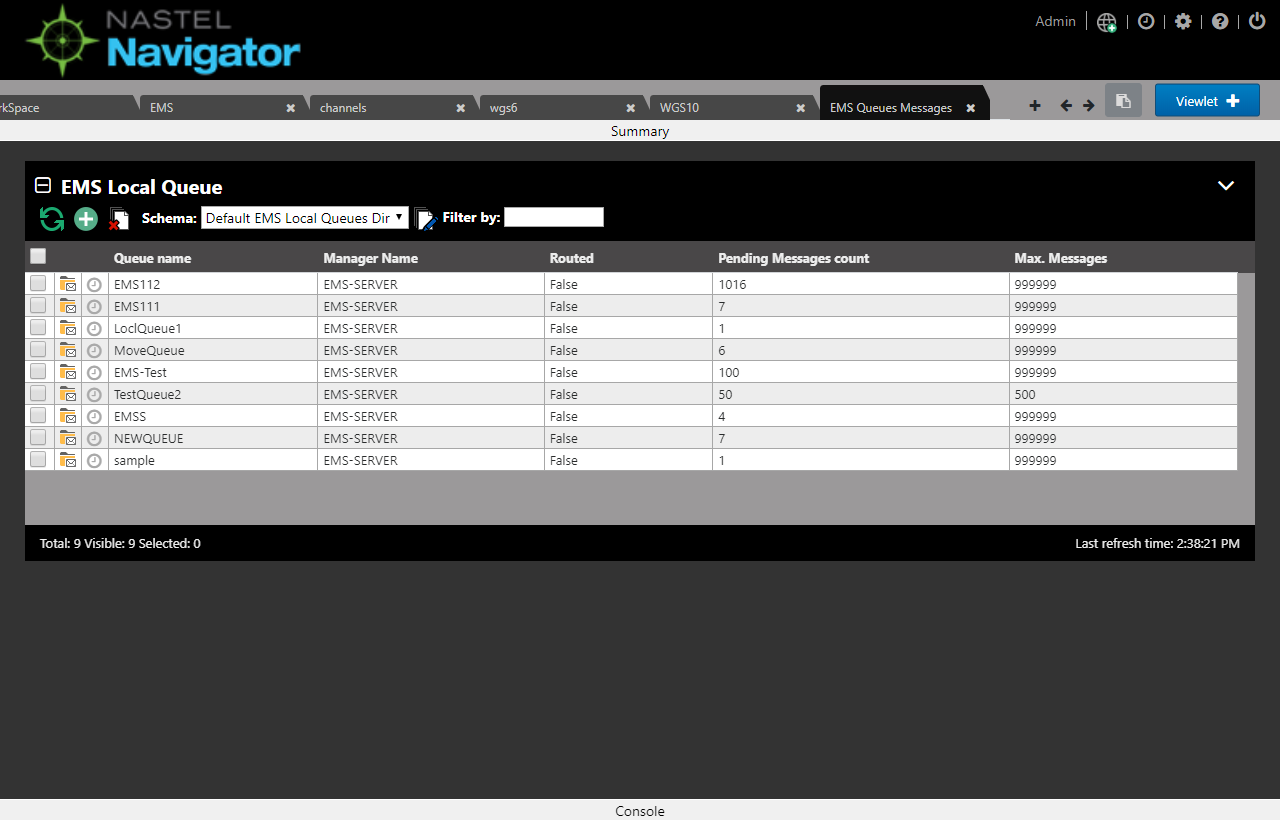 NASTEL
Navigator
Admin
rkSpace
EMS
channels
wgs6
WGS10
EMS Queues Messages
Viewlet
Summary
EMS Local Queue
Schema: Default EMS Local Queues Dir Filter by:
Queue name Manager Name Routed Pending Messages count Max. Messages
EMS112 EMS-SERVER False 1016 999999
EMS111 EMS-SERVER False 7 999999
LoclQueue1 EMS-SERVER False 1 999999
MoveQueue EMS-SERVER False 6 999999
EMS-Test EMS-SERVER False 100 999999
TestQueue2 EMS-SERVER False 50 500
EMSS EMS-SERVER False 4 999999
NEWQUEUE EMS-SERVER False 7 999999
sample EMS-SERVER False 1 999999
Total: 9 Visible: 9 Selected: 0 Last refresh time: 2:38:21 PM
Console